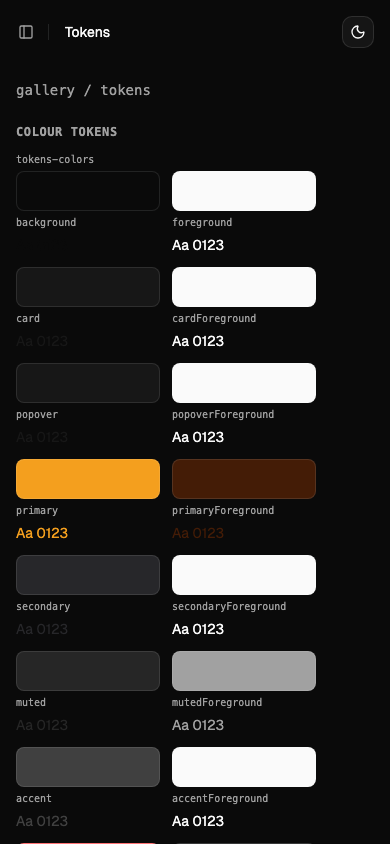 Tokens
gallery / tokens
COLOUR TOKENS
tokens-colors
background foreground
Aa 0123
card cardForeground
Aa 0123 Aa 0123
popover popoverForeground
Aa 0123 Aa 0123
primary primaryForeground
Aa 0123 Aa 0123
secondary secondaryForeground
Aa 0123 Aa 0123
muted mutedForeground
Aa 0123 Aa 0123
accent accentForeground
Aa 0123 Aa 0123